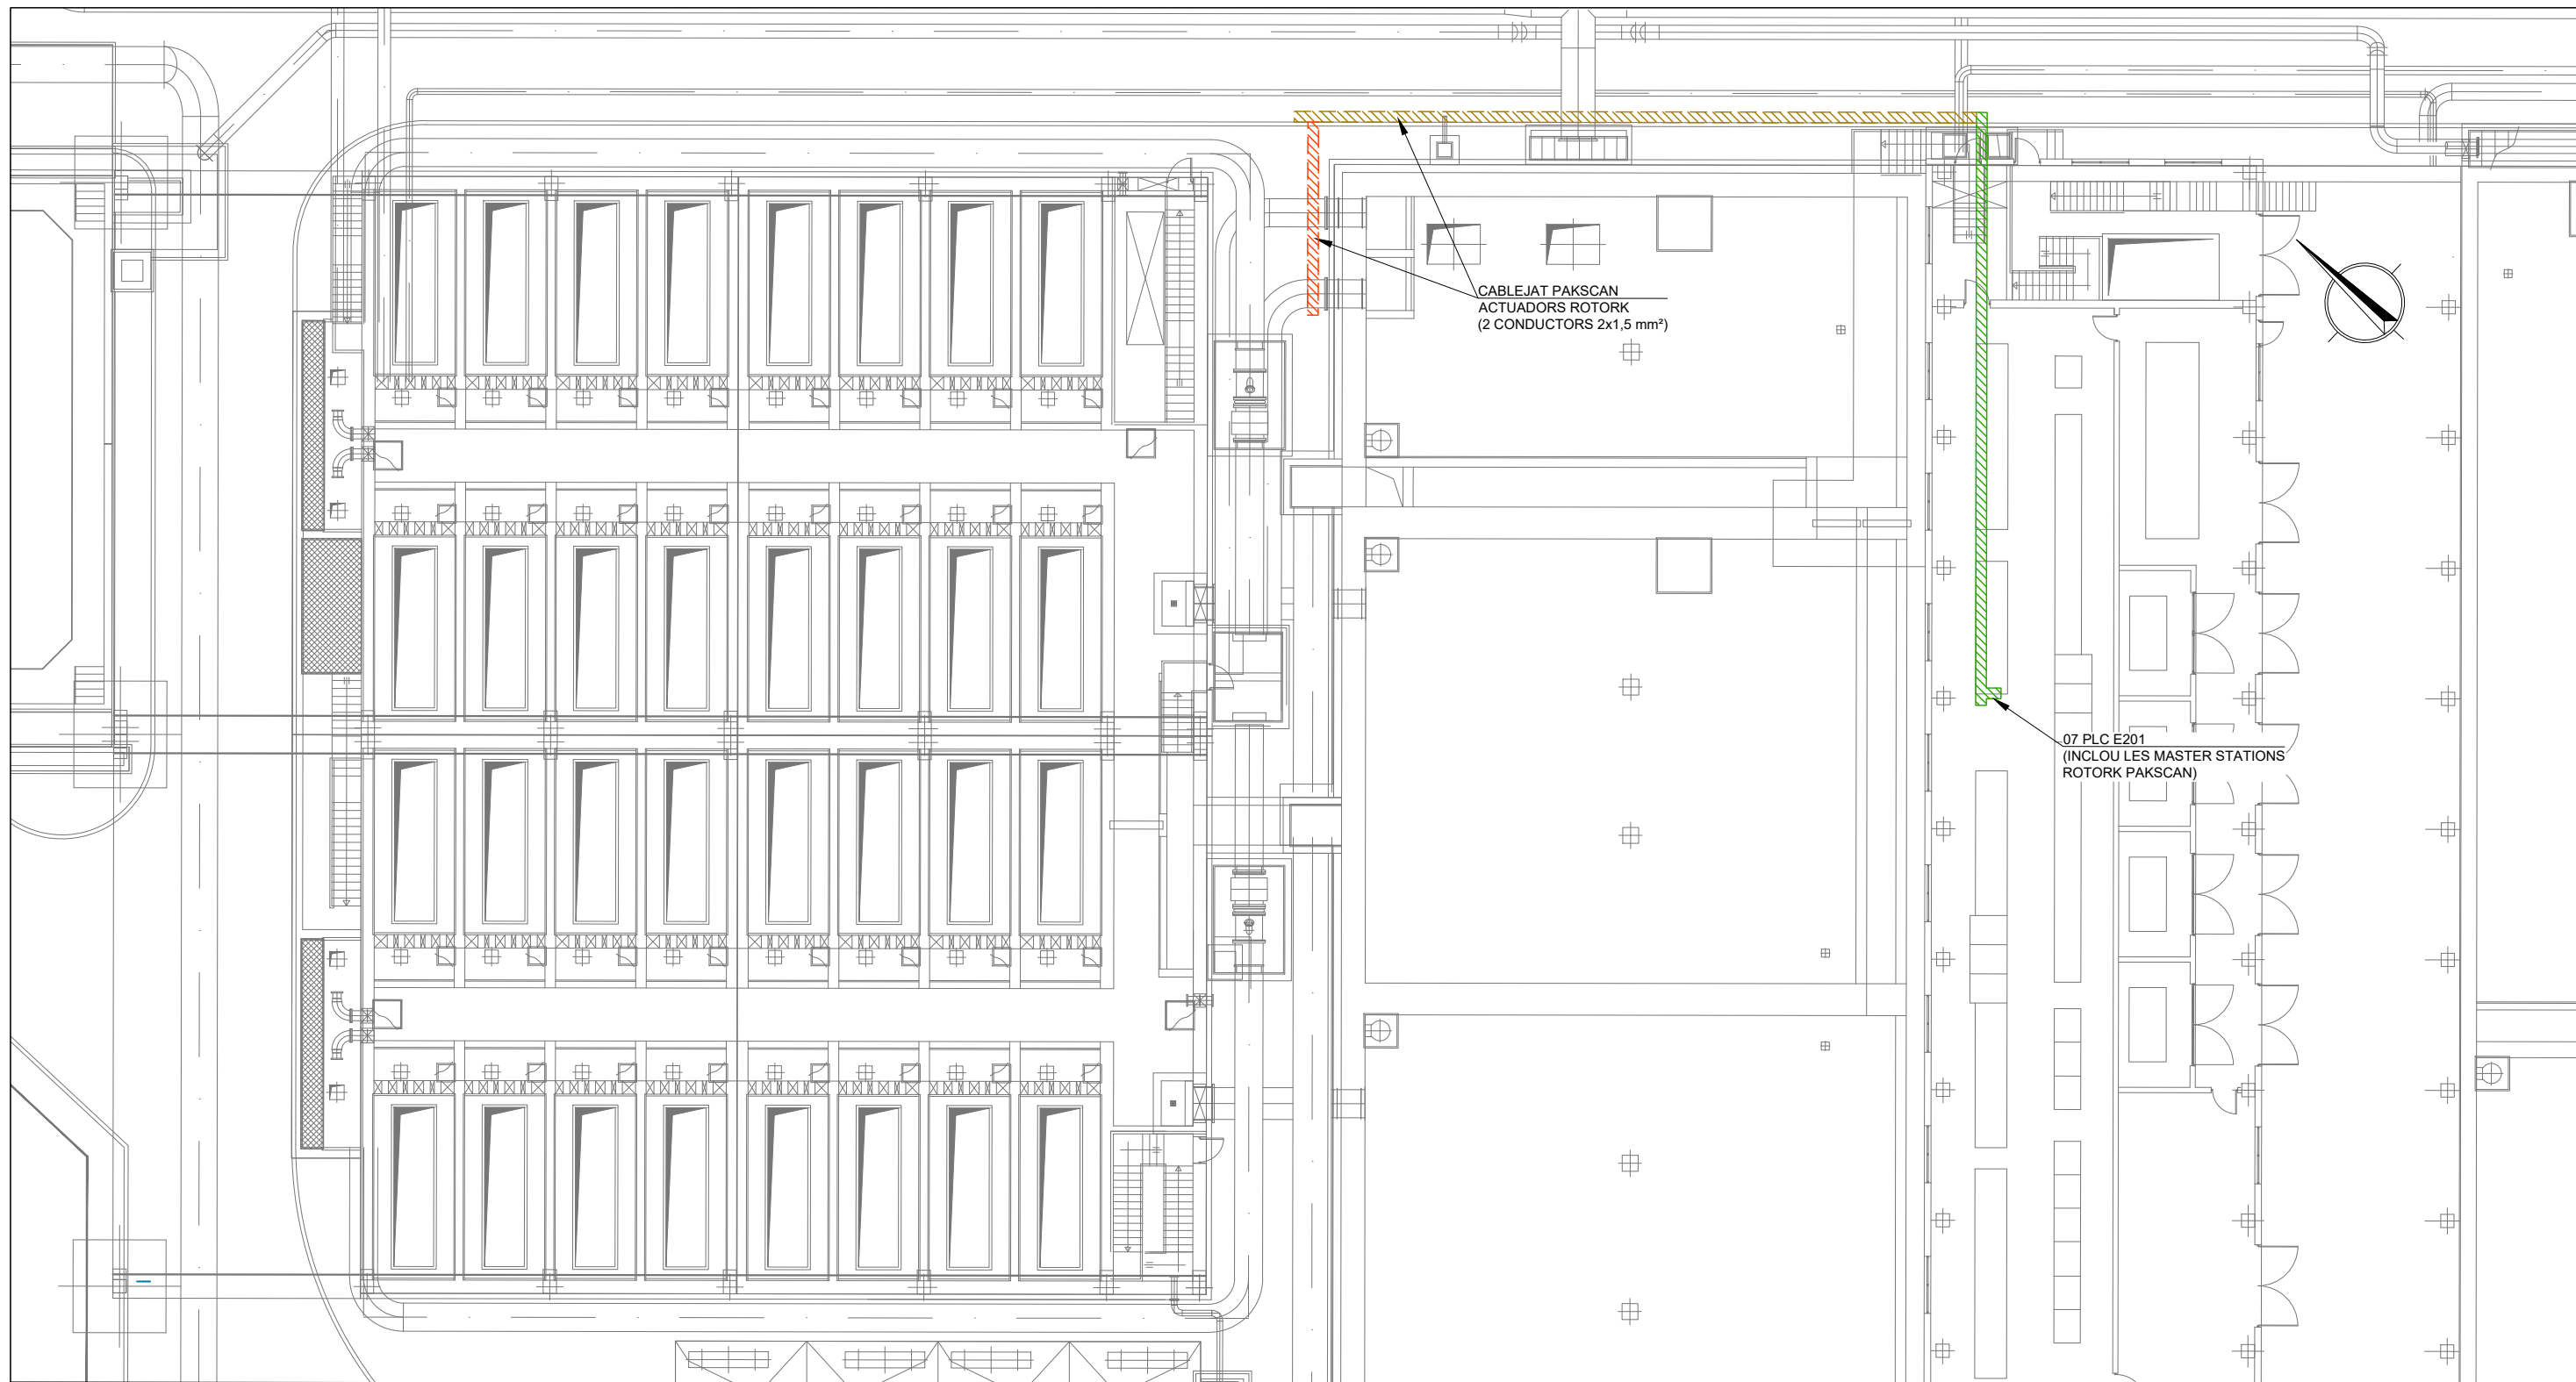 CABLEJAT PAKSCAN
ACTUADORS ROTORK
(2 CONDUCTORS 2x1,5 mm²)
07 PLC E201
(INCLOU LES MASTER STATIONS
ROTORK PAKSCAN)